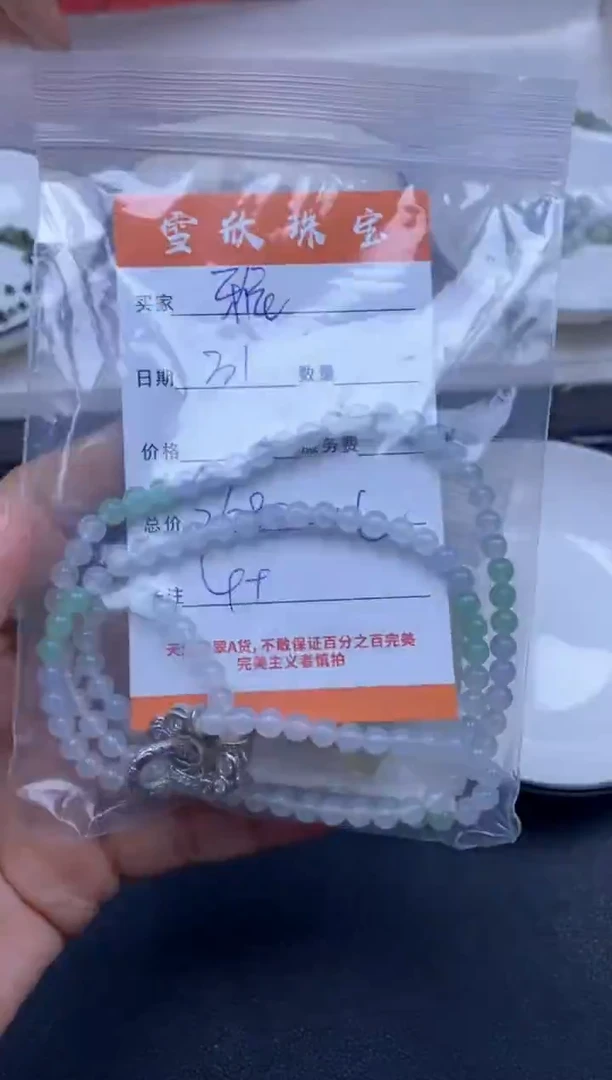 雪欣珠宝
买家
日期 31 数量
价格 服务费
总价
注
天 翠A货,不敢保证百分之百完美
完美主义者慎拍